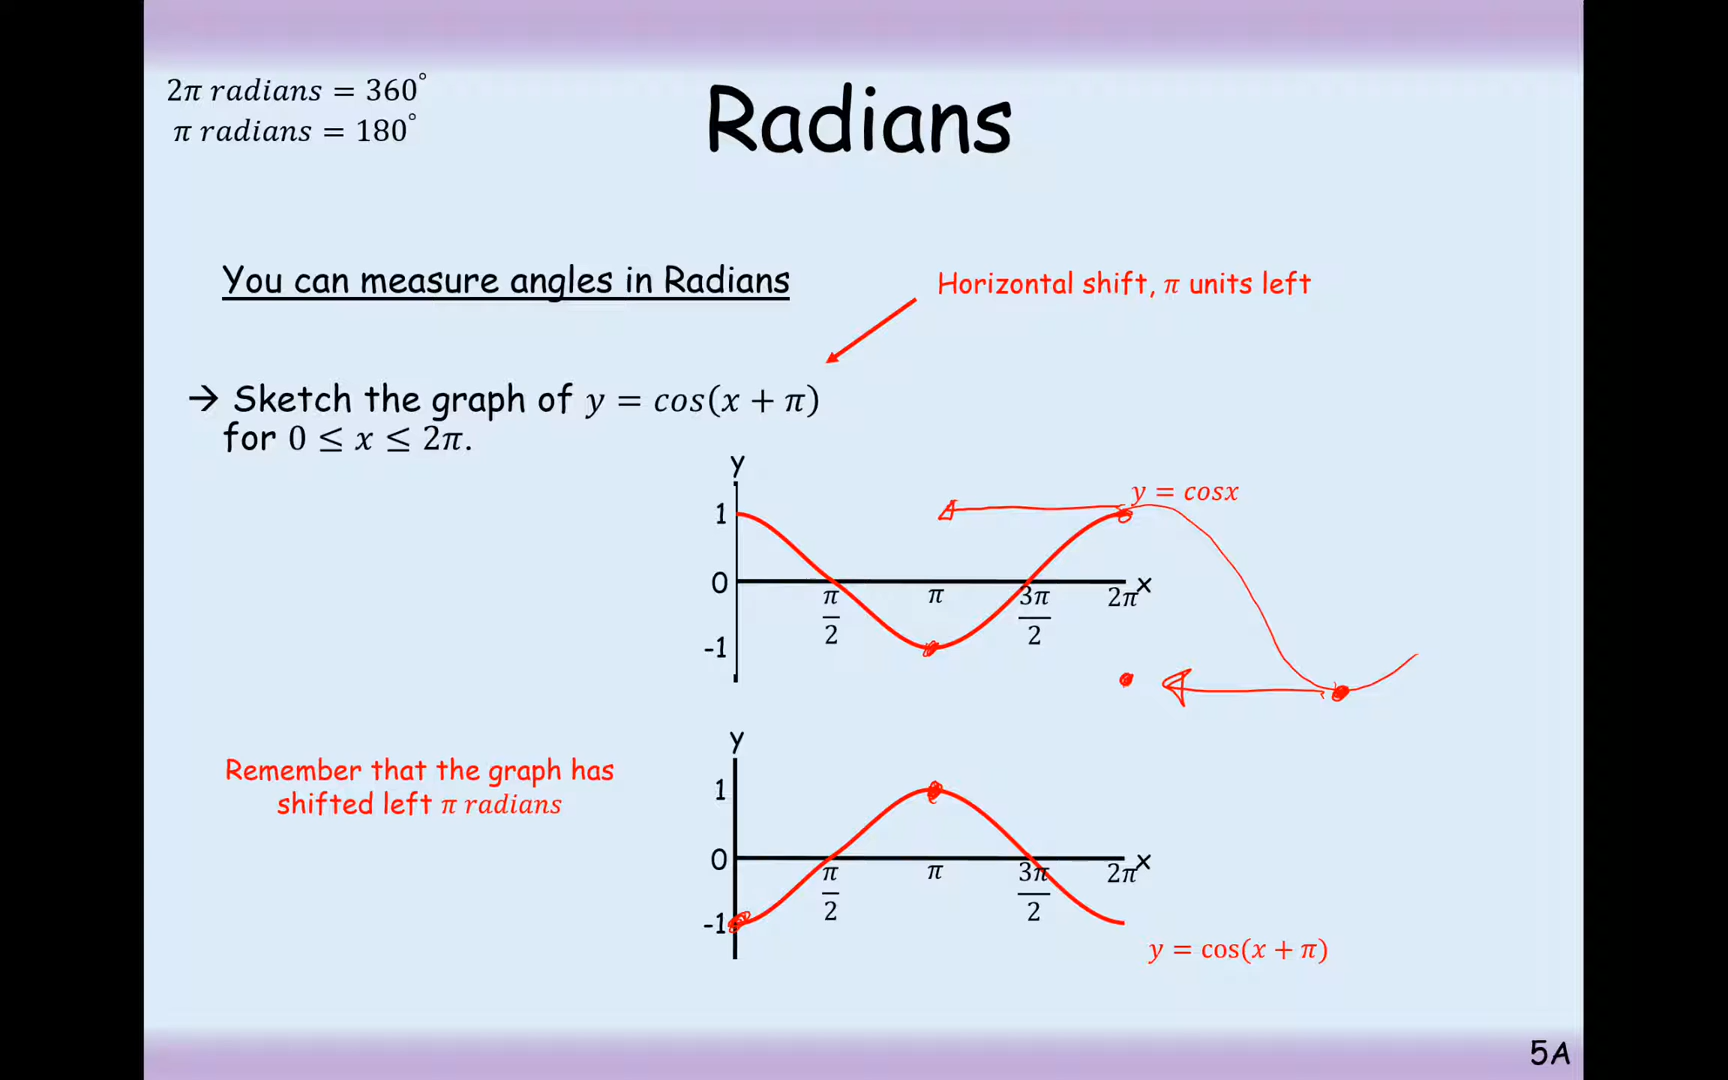 2π radians = 360°
π radians = 180°
Radians
You can measure angles in Radians
Horizontal shift, π units left
→ Sketch the graph of y = cos(x + π)
for 0 ≤ x ≤ 2π.
y
y = cosx
1
0
x
π/2
π
3π/2
2π
-1
Remember that the graph has
shifted left π radians
y
1
0
x
π/2
π
3π/2
2π
-1
y = cos(x + π)
5A